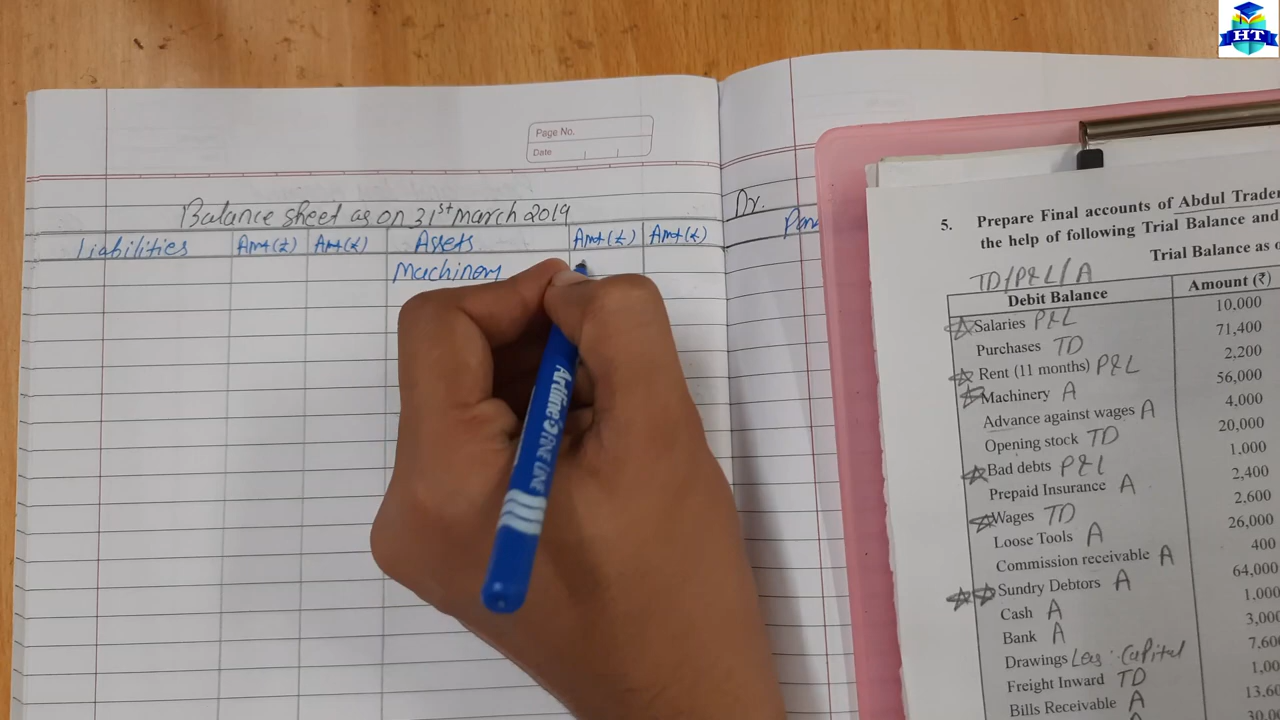 HT
Page No.
Date
Balance sheet as on 31st March 2019
Liabilities Amt(₹) Amt(₹) Assets Amt(₹) Amt(₹)
Machinery
Dr.
5. Prepare Final accounts of Abdul
the help of following Trial Balance and
Trial Balance as
TD/P&L/A
Debit Balance Amount (₹)
Salaries P&L 10,000
Purchases TD 71,400
Rent (11 months) P&L 2,200
Machinery A 56,000
Advance against wages A 4,000
Opening stock TD 20,000
Bad debts P&L 1,000
Prepaid Insurance A 2,400
Wages TD 2,600
Loose Tools A 26,000
Commission receivable A 400
Sundry Debtors A 64,000
Cash A
Bank A
Drawings Less: Capital
Freight Inward TD
Bills Receivable A